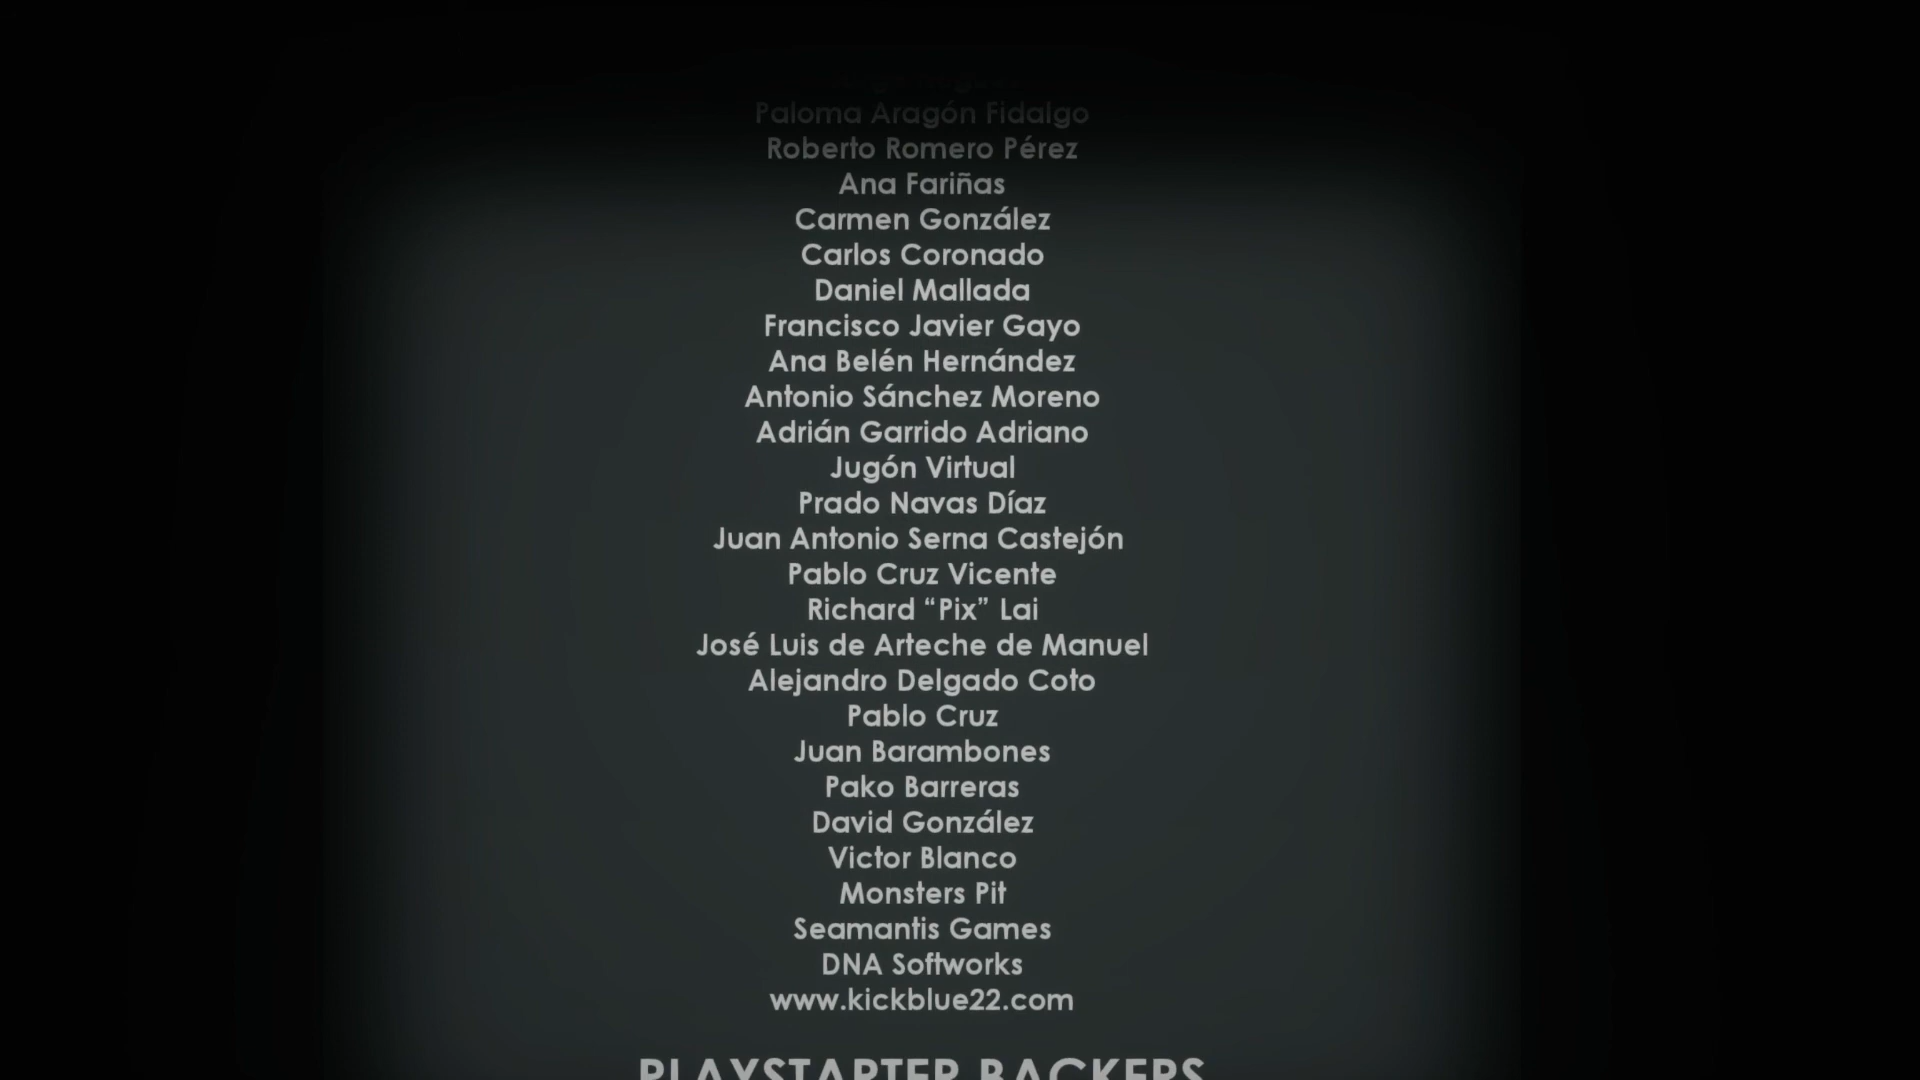 Paloma Aragón Fidalgo
Roberto Romero Pérez
Ana Fariñas
Carmen González
Carlos Coronado
Daniel Mallada
Francisco Javier Gayo
Ana Belén Hernández
Antonio Sánchez Moreno
Adrián Garrido Adriano
Jugón Virtual
Prado Navas Díaz
Juan Antonio Serna Castejón
Pablo Cruz Vicente
Richard “Pix” Lai
José Luis de Arteche de Manuel
Alejandro Delgado Coto
Pablo Cruz
Juan Barambones
Pako Barreras
David González
Victor Blanco
Monsters Pit
Seamantis Games
DNA Softworks
www.kickblue22.com
PLAYSTARTER BACKERS